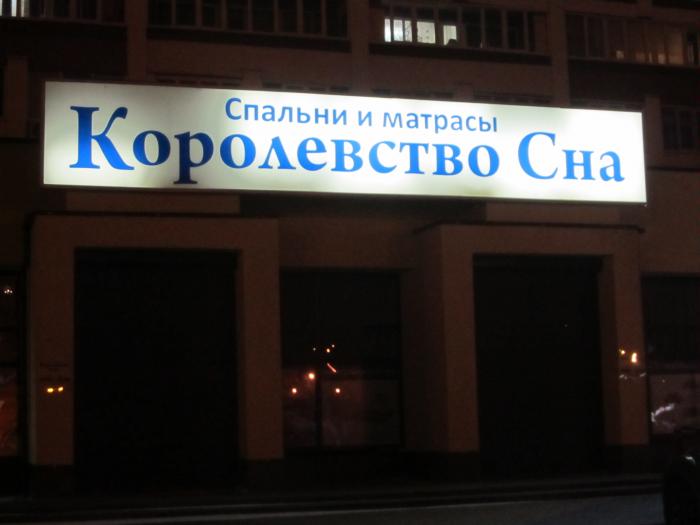 Спальни и матрасы
Королевство Сна